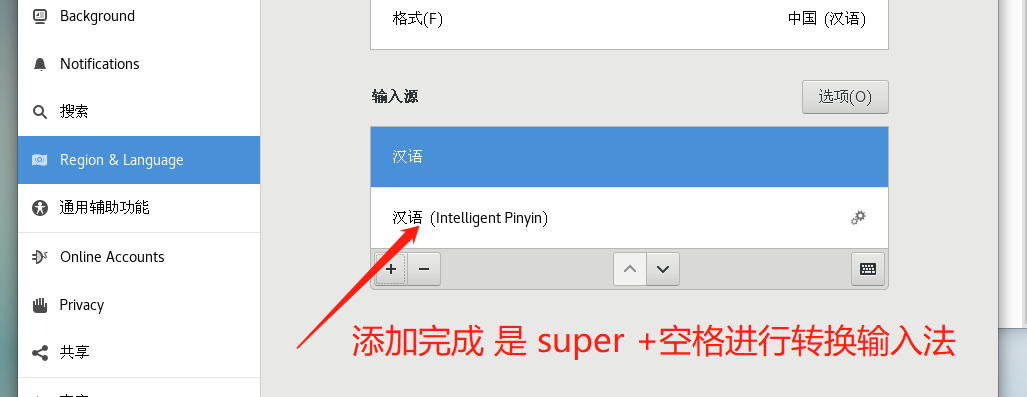 Background
Notifications
搜索
Region & Language
通用辅助功能
Online Accounts
Privacy
共享
格式(F)
中国 (汉语)
输入源
选项(O)
汉语
汉语 (Intelligent Pinyin)
添加完成 是 super +空格进行转换输入法